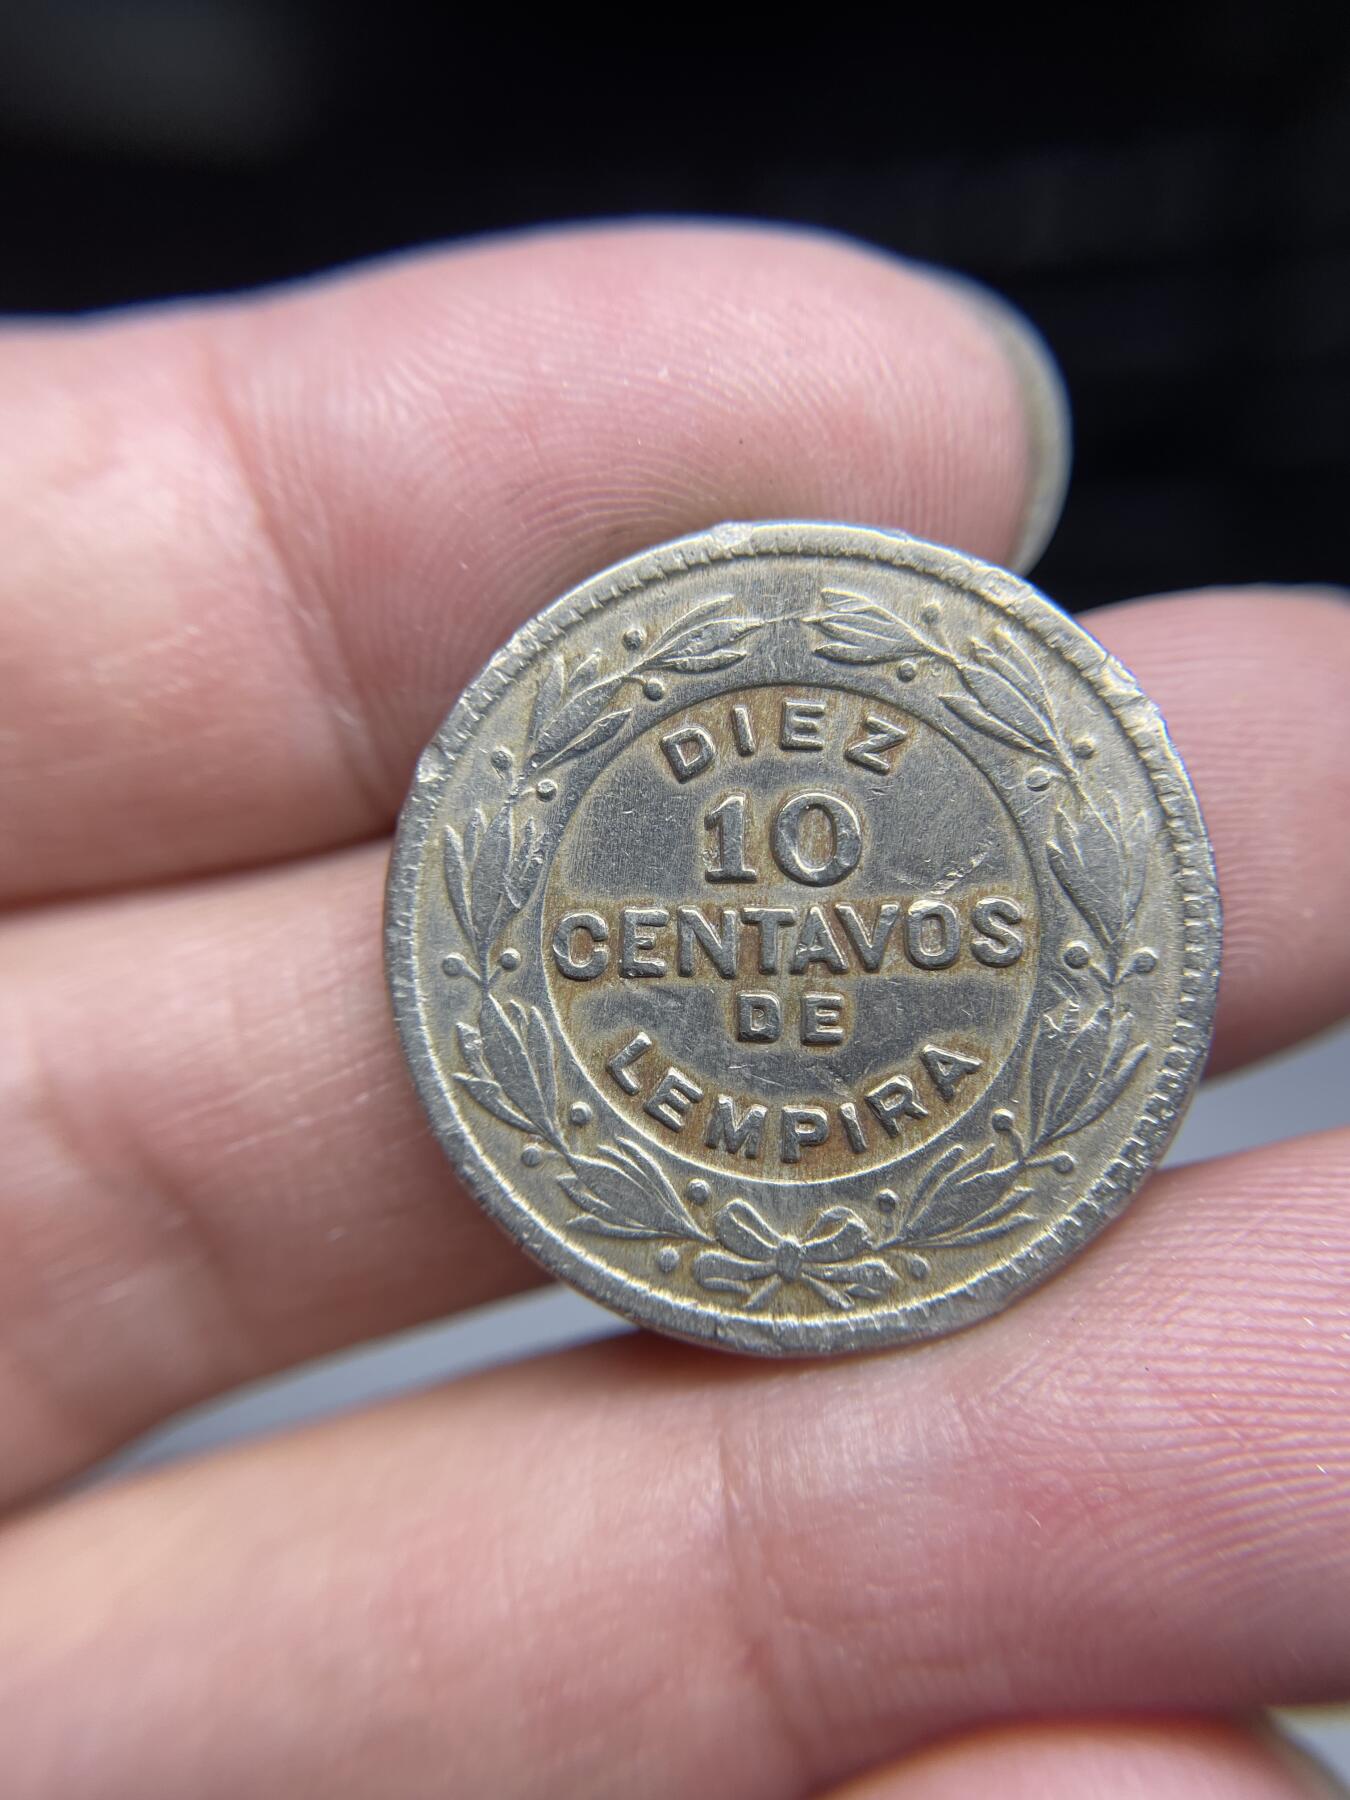 DIEZ
10
CENTAVOS
DE
LEMPIRA